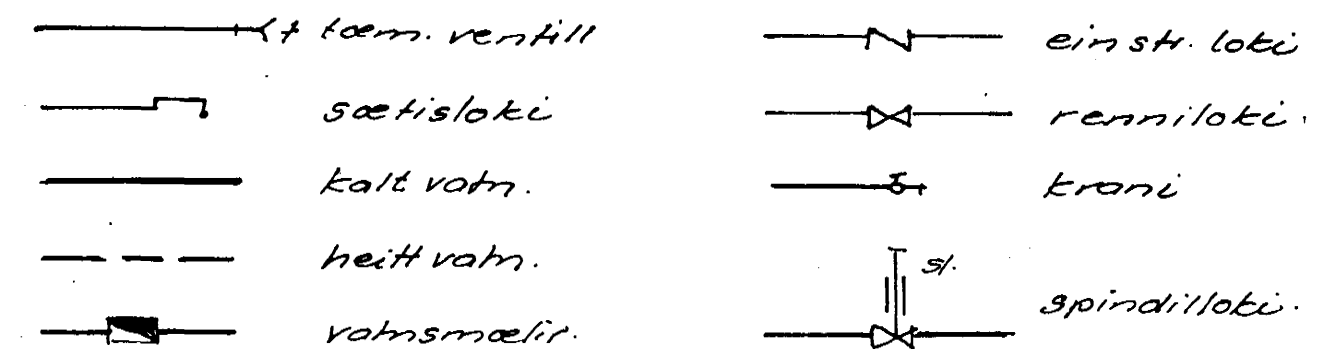 t tæm. ventill
sætisloki
kalt vatn.
heitt vatn.
vatnsmælir.
einstr. loki
renniloki.
krani
sl.
spindilloki.